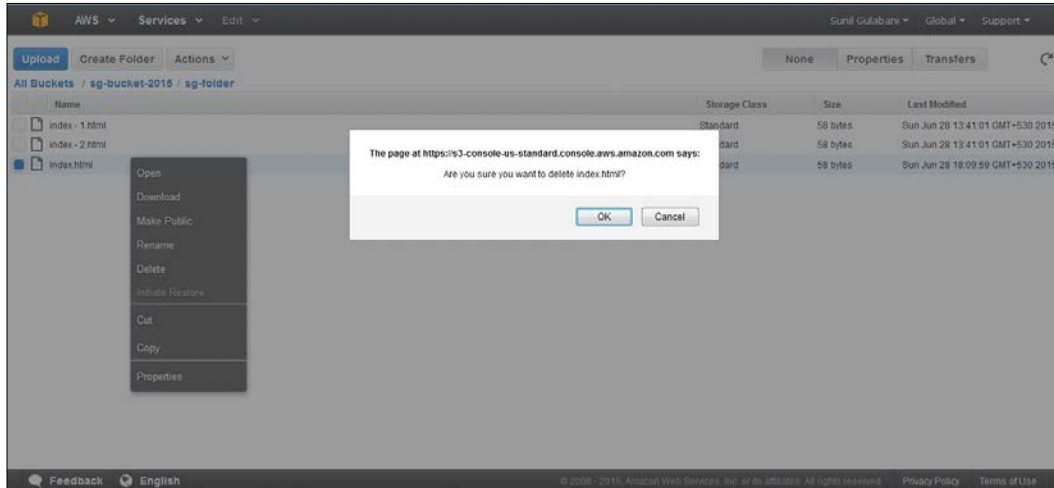 AWS Services Edit Sunil Gulabani Global Support
Upload Create Folder Actions None Properties Transfers
All Buckets / sg-bucket-2015 / sg-folder
Name Storage Class Size Last Modified
index - 1.html Standard 58 bytes Sun Jun 28 13:41:01 GMT+530 2015
index - 2.html dard 58 bytes Sun Jun 28 13:41:01 GMT+530 2015
index.html dard 58 bytes Sun Jun 28 18:09:59 GMT+530 2015
The page at https://s3-console-us-standard.console.aws.amazon.com says:
Are you sure you want to delete index.html?
OK Cancel
Open
Download
Make Public
Rename
Delete
Initiate Restore
Cut
Copy
Properties
Feedback English © 2008 - 2015, Amazon Web Services, Inc. or its affiliates. All rights reserved. Privacy Policy Terms of Use